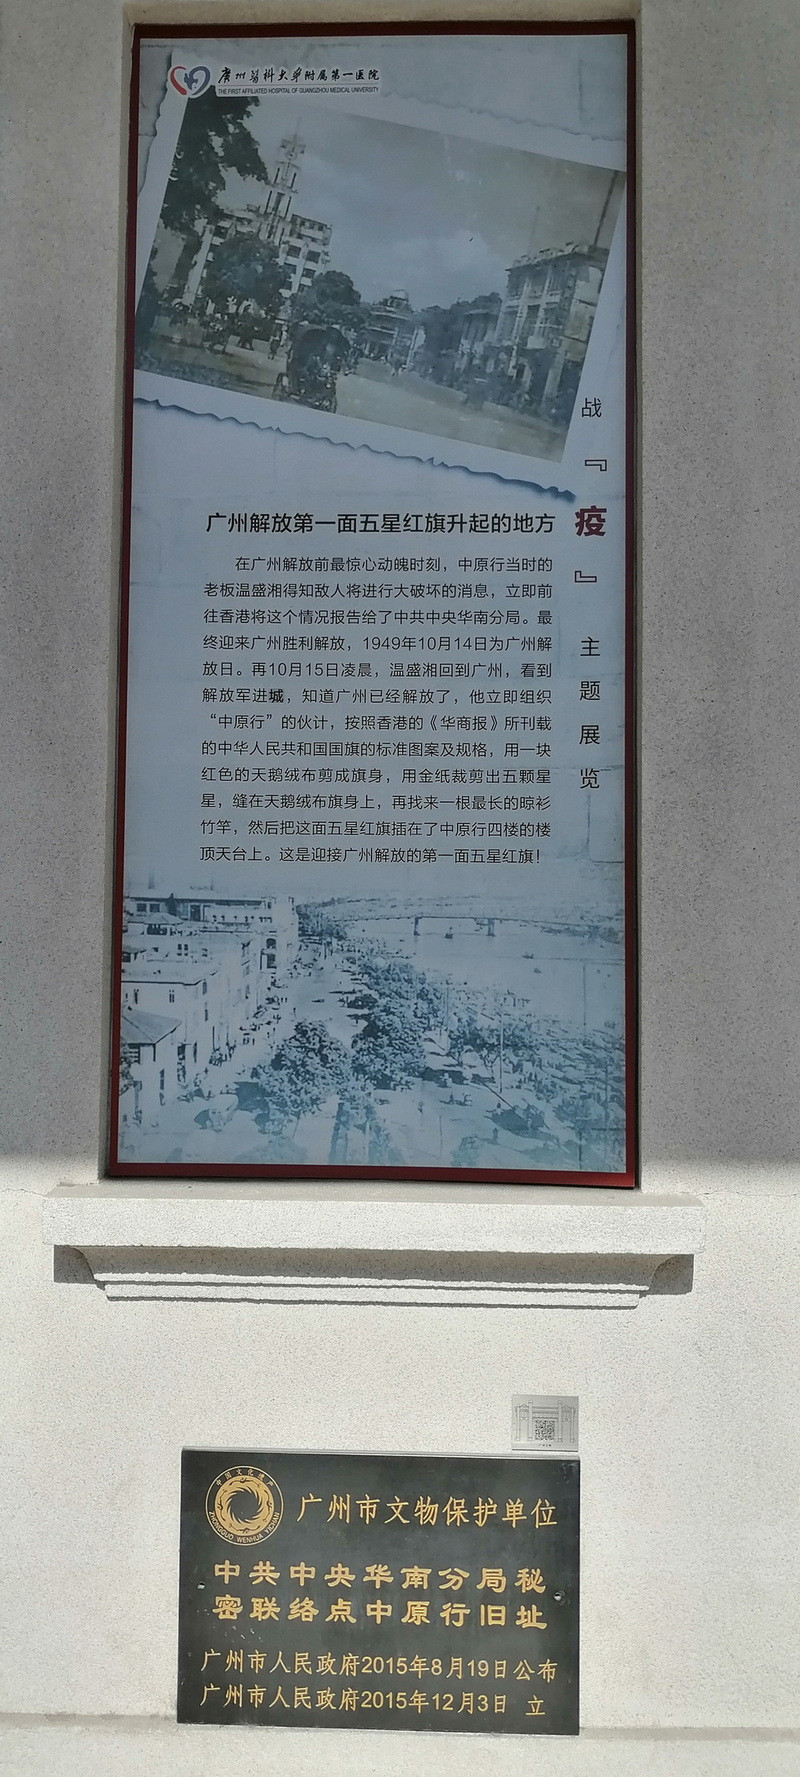 广州医科大学附属第一医院
THE FIRST AFFILIATED HOSPITAL OF GUANGZHOU MEDICAL UNIVERSITY
战『疫』主题展览
广州解放第一面五星红旗升起的地方
在广州解放前最惊心动魄时刻，中原行当时的
老板温盛湘得知敌人将进行大破坏的消息，立即前
往香港将这个情况报告给了中共中央华南分局。最
终迎来广州胜利解放，1949年10月14日为广州解
放日。再10月15日凌晨，温盛湘回到广州，看到
解放军进城，知道广州已经解放了，他立即组织
“中原行”的伙计，按照香港的《华商报》所刊载
的中华人民共和国国旗的标准图案及规格，用一块
红色的天鹅绒布剪成旗身，用金纸裁剪出五颗星
星，缝在天鹅绒布旗身上，再找来一根最长的晾衫
竹竿，然后把这面五星红旗插在了中原行四楼的楼
顶天台上。这是迎接广州解放的第一面五星红旗！
中国文化遗产
ZHONGGUO WENHUA YICHAN
广州市文物保护单位
中共中央华南分局秘
密联络点中原行旧址
广州市人民政府2015年8月19日公布
广州市人民政府2015年12月3日 立